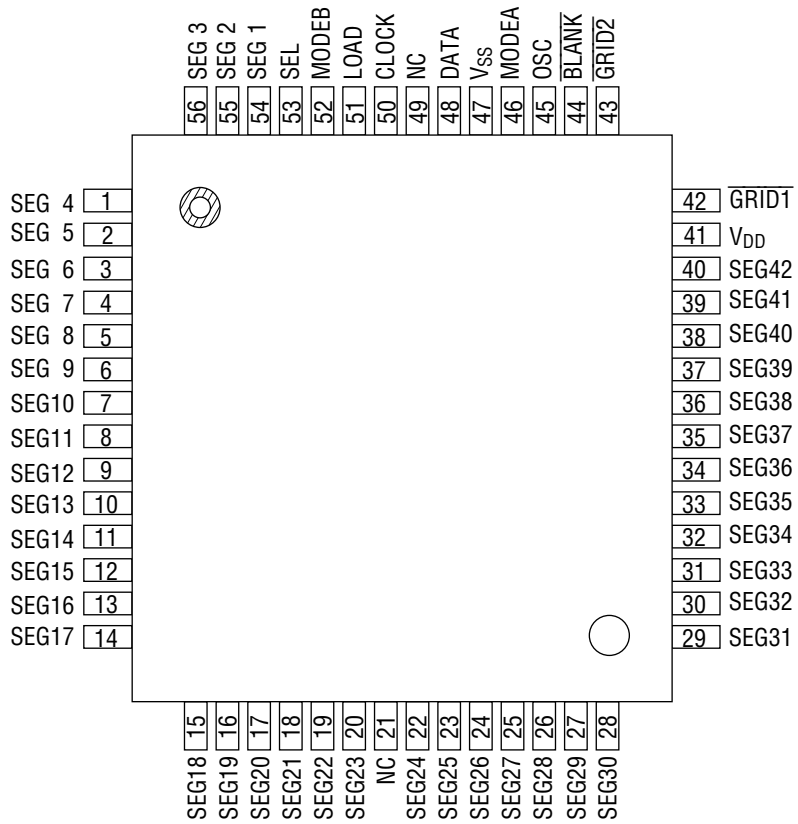 SEG 3
SEG 2
SEG 1
SEL
MODEB
LOAD
CLOCK
NC
DATA
VSS
MODEA
OSC
BLANK
GRID2
56
55
54
53
52
51
50
49
48
47
46
45
44
43
SEG 4 1
SEG 5 2
SEG 6 3
SEG 7 4
SEG 8 5
SEG 9 6
SEG10 7
SEG11 8
SEG12 9
SEG13 10
SEG14 11
SEG15 12
SEG16 13
SEG17 14
42 GRID1
41 VDD
40 SEG42
39 SEG41
38 SEG40
37 SEG39
36 SEG38
35 SEG37
34 SEG36
33 SEG35
32 SEG34
31 SEG33
30 SEG32
29 SEG31
15
16
17
18
19
20
21
22
23
24
25
26
27
28
SEG18
SEG19
SEG20
SEG21
SEG22
SEG23
NC
SEG24
SEG25
SEG26
SEG27
SEG28
SEG29
SEG30